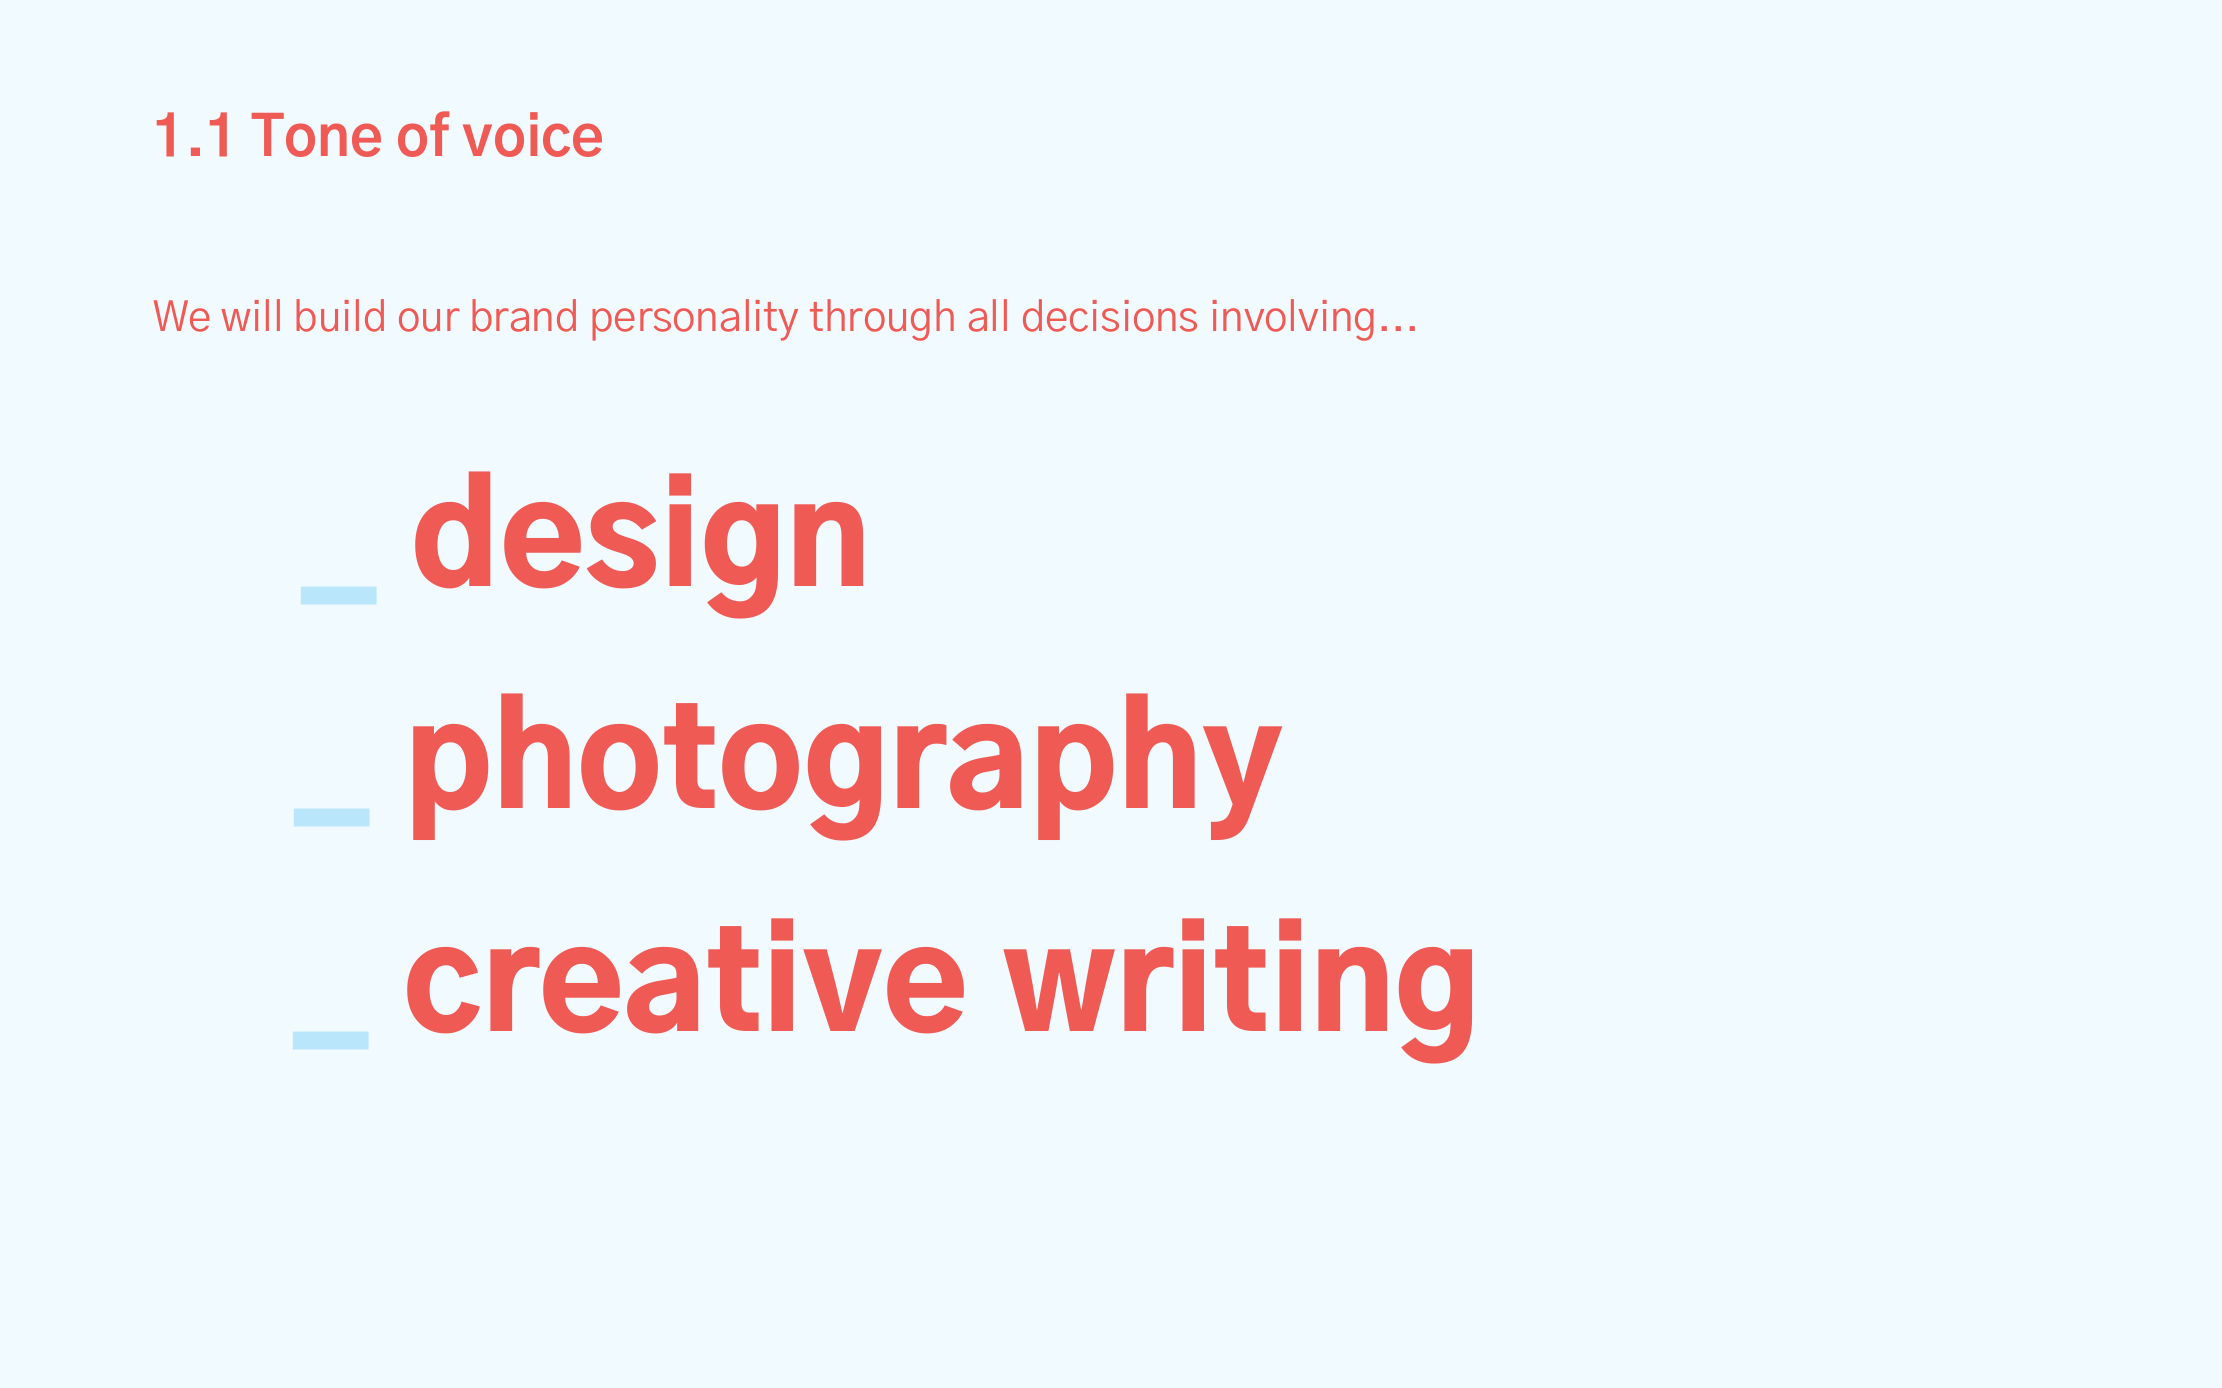 1.1 Tone of voice
We will build our brand personality through all decisions involving...
_ design
_ photography
_ creative writing